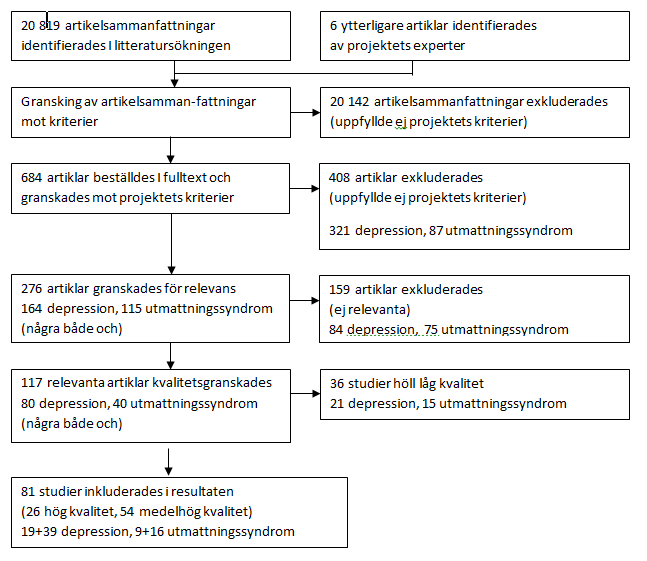 20 819 artikelsammanfattningar
identifierades I litteratursökningen
6 ytterligare artiklar identifierades
av projektets experter
Gransking av artikelsamman-fattningar
mot kriterier
20 142 artikelsammanfattningar exkluderades
(uppfyllde ej projektets kriterier)
684 artiklar beställdes I fulltext och
granskades mot projektets kriterier
408 artiklar exkluderades
(uppfyllde ej projektets kriterier)
321 depression, 87 utmattningssyndrom
276 artiklar granskades för relevans
164 depression, 115 utmattningssyndrom
(några både och)
159 artiklar exkluderades
(ej relevanta)
84 depression, 75 utmattningssyndrom
117 relevanta artiklar kvalitetsgranskades
80 depression, 40 utmattningssyndrom
(några både och)
36 studier höll låg kvalitet
21 depression, 15 utmattningssyndrom
81 studier inkluderades i resultaten
(26 hög kvalitet, 54 medelhög kvalitet)
19+39 depression, 9+16 utmattningssyndrom